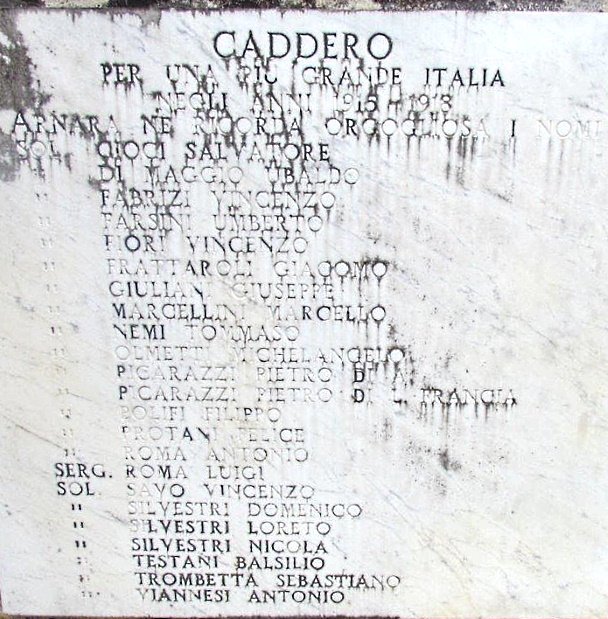 CADDERO
PER UNA PIÙ GRANDE ITALIA
NEGLI ANNI 1915 - 1918
ARNARA NE RICORDA ORGOGLIOSA I NOMI
SOL. CIOCI SALVATORE
" DI MAGGIO UBALDO
" FABRIZI VINCENZO
" FARSINI UMBERTO
" FIORI VINCENZO
" FRATTAROLI GIACOMO
" GIULIANI GIUSEPPE
" MARCELLINI MARCELLO
" NEMI TOMMASO
" OLMETTI MICHELANGELO
" PICARAZZI PIETRO DI A.
" PICARAZZI PIETRO DI L. FRANCIA
" POLIFI FILIPPO
" PROTANI FELICE
" ROMA ANTONIO
SERG. ROMA LUIGI
SOL. SAVO VINCENZO
" SILVESTRI DOMENICO
" SILVESTRI LORETO
" SILVESTRI NICOLA
" TESTANI BALSILIO
" TROMBETTA SEBASTIANO
" VIANNESI ANTONIO